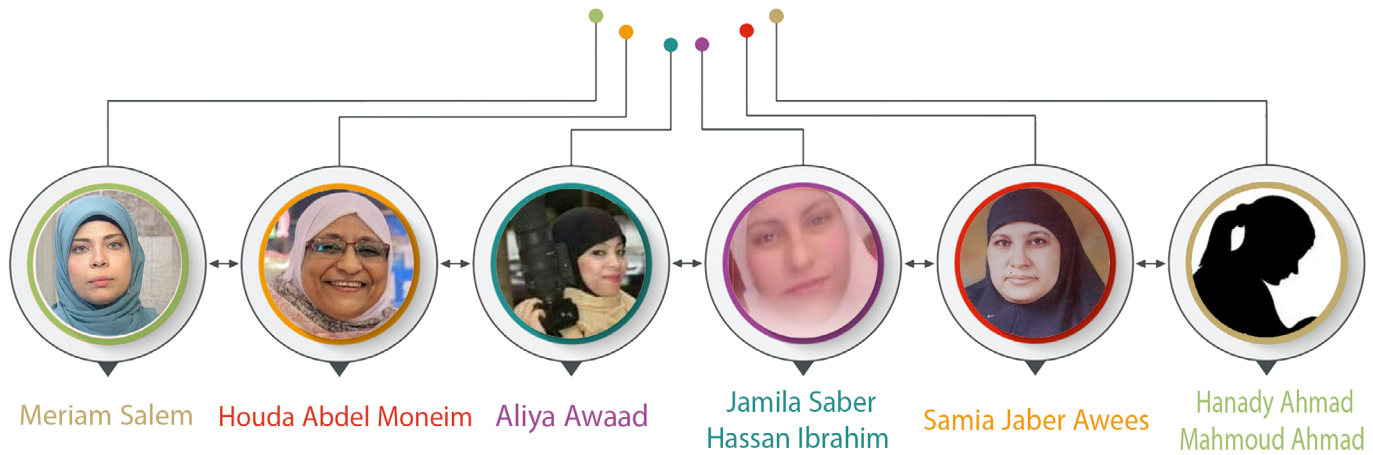 Meriam Salem
Houda Abdel Moneim
Aliya Awaad
Jamila Saber
Hassan Ibrahim
Samia Jaber Awees
Hanady Ahmad
Mahmoud Ahmad